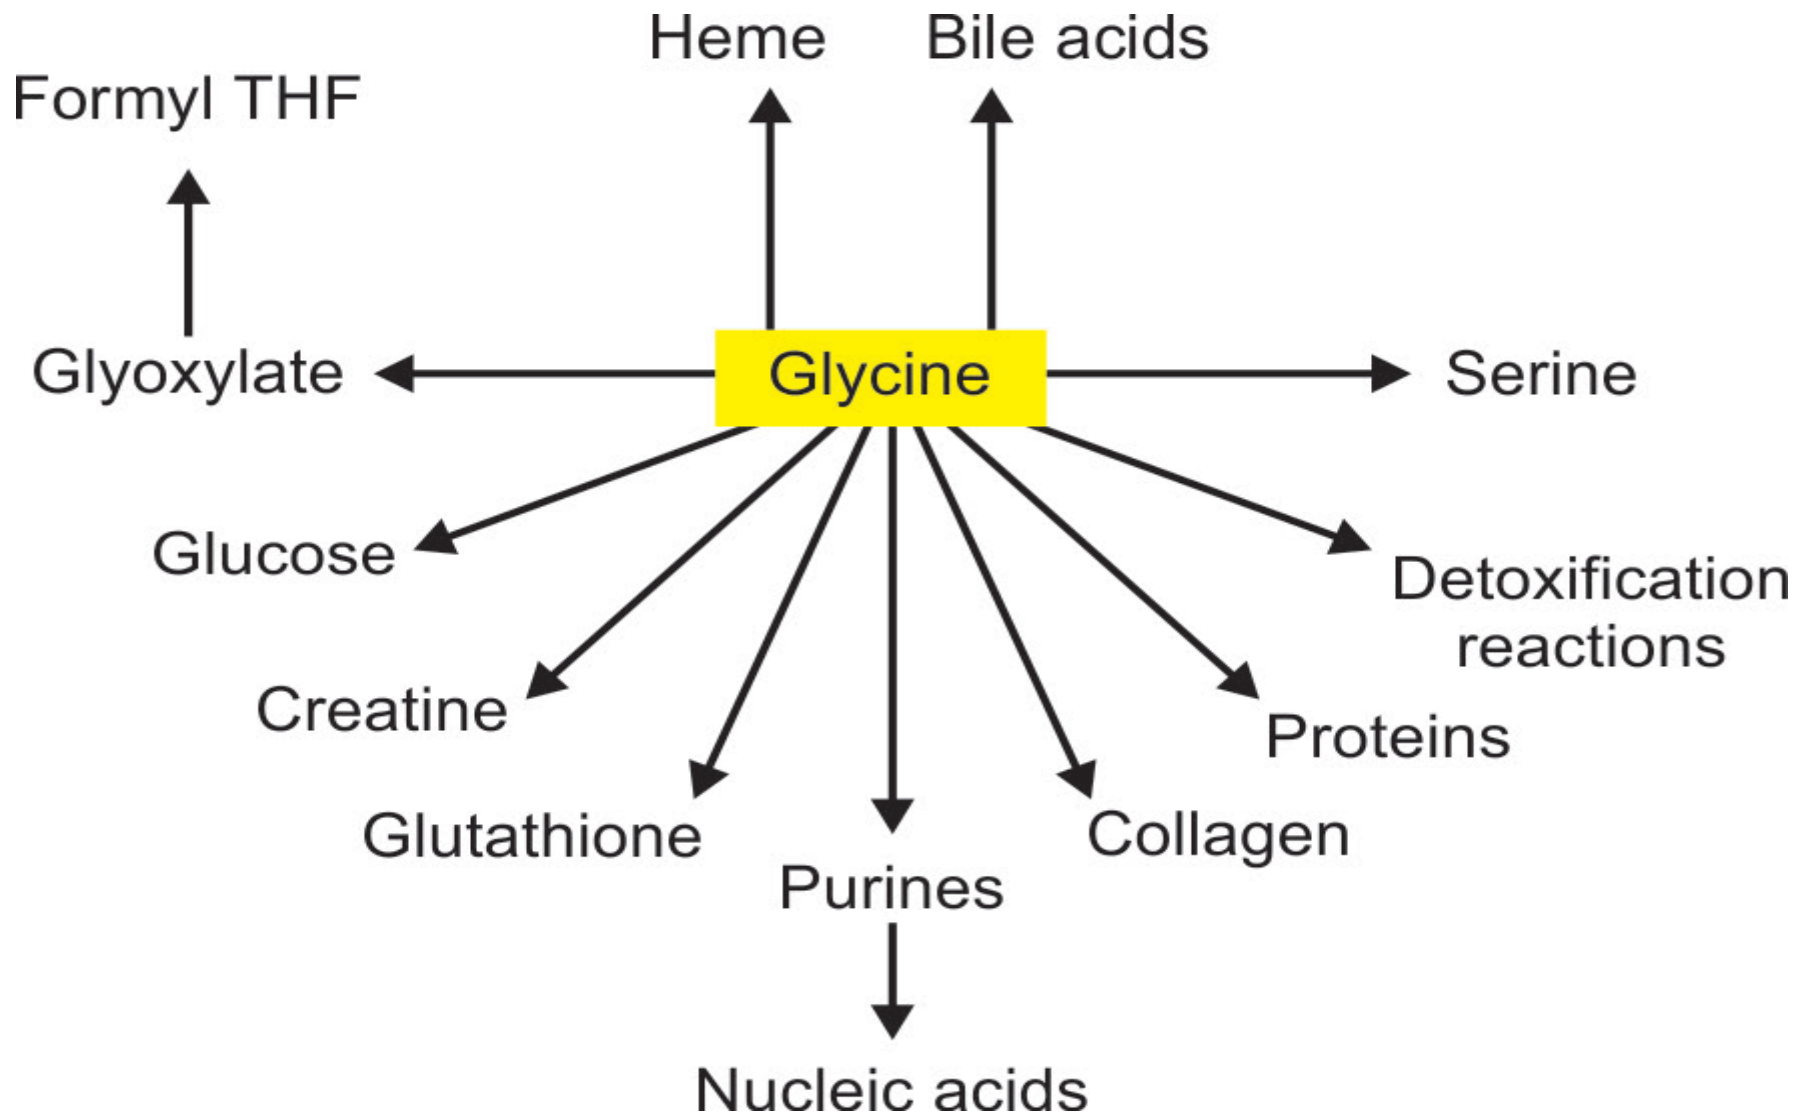 Heme
Bile acids
Formyl THF
Glyoxylate
Glycine
Serine
Glucose
Detoxification
reactions
Creatine
Proteins
Glutathione
Collagen
Purines
Nucleic acids